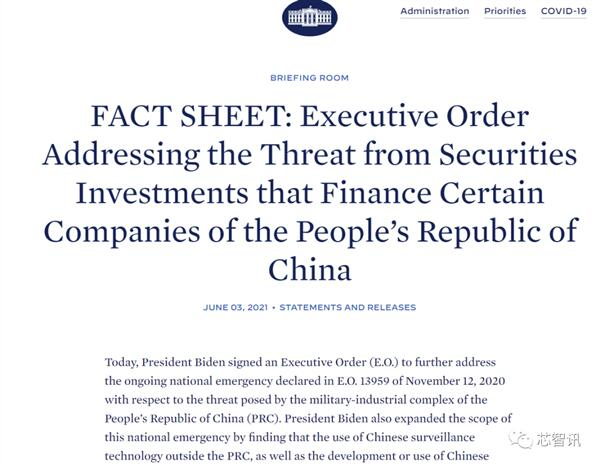 Administration Priorities COVID-19
BRIEFING ROOM
FACT SHEET: Executive Order
Addressing the Threat from Securities
Investments that Finance Certain
Companies of the People’s Republic of
China
JUNE 03, 2021 • STATEMENTS AND RELEASES
Today, President Biden signed an Executive Order (E.O.) to further address
the ongoing national emergency declared in E.O. 13959 of November 12, 2020
with respect to the threat posed by the military-industrial complex of the
People’s Republic of China (PRC). President Biden also expanded the scope of
this national emergency by finding that the use of Chinese surveillance
technology outside the PRC, as well as the development or use of Chinese
芯智讯